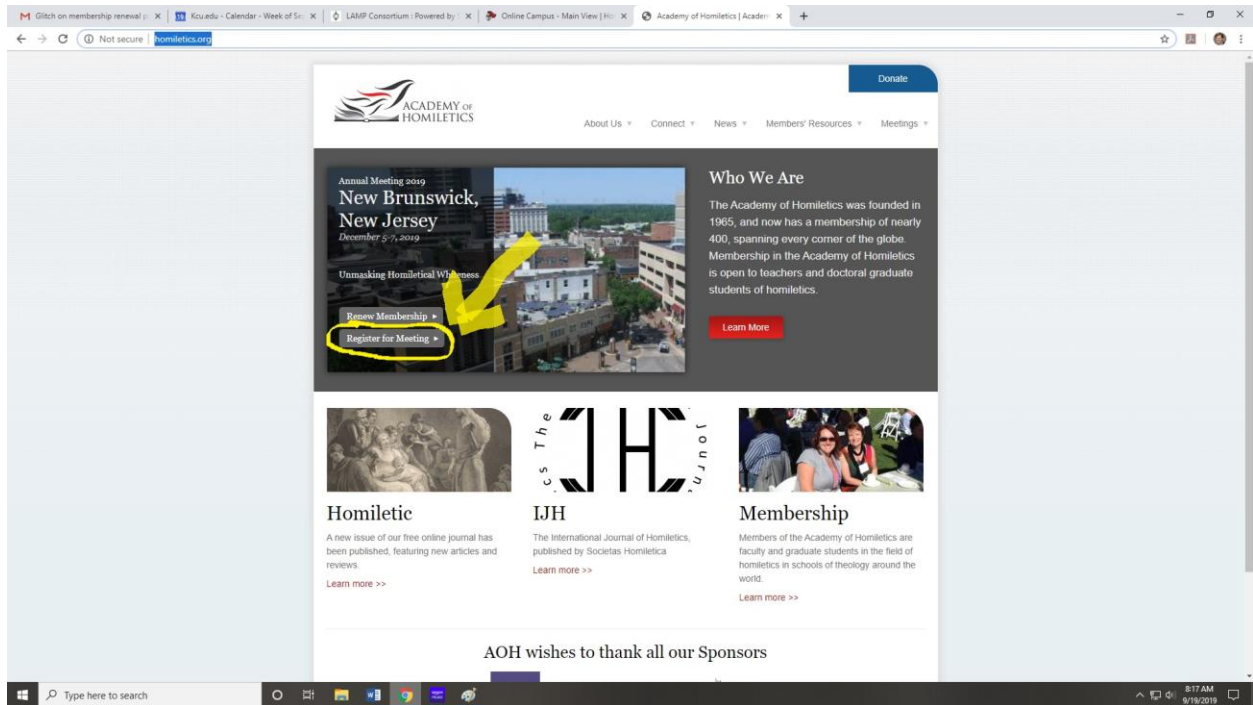 Glitch on membership renewal p
Kcu.edu - Calendar - Week of Se
LAMP Consortium : Powered by
Online Campus - Main View | Ho
Academy of Homiletics | Academ
Not secure | homiletics.org
Donate
ACADEMY OF
HOMILETICS
About Us
Connect
News
Members' Resources
Meetings
Annual Meeting 2019
New Brunswick,
New Jersey
December 5-7, 2019
Unmasking Homiletical Whiteness
Renew Membership
Register for Meeting
Who We Are
The Academy of Homiletics was founded in
1965, and now has a membership of nearly
400, spanning every corner of the globe.
Membership in the Academy of Homiletics
is open to teachers and doctoral graduate
students of homiletics.
Learn More
cs The
IJH
Journa
Homiletic
A new issue of our free online journal has
been published, featuring new articles and
reviews.
Learn more >>
IJH
The International Journal of Homiletics,
published by Societas Homiletica
Learn more >>
Membership
Members of the Academy of Homiletics are
faculty and graduate students in the field of
homiletics in schools of theology around the
world.
Learn more >>
AOH wishes to thank all our Sponsors
Type here to search
8:17 AM
9/19/2019